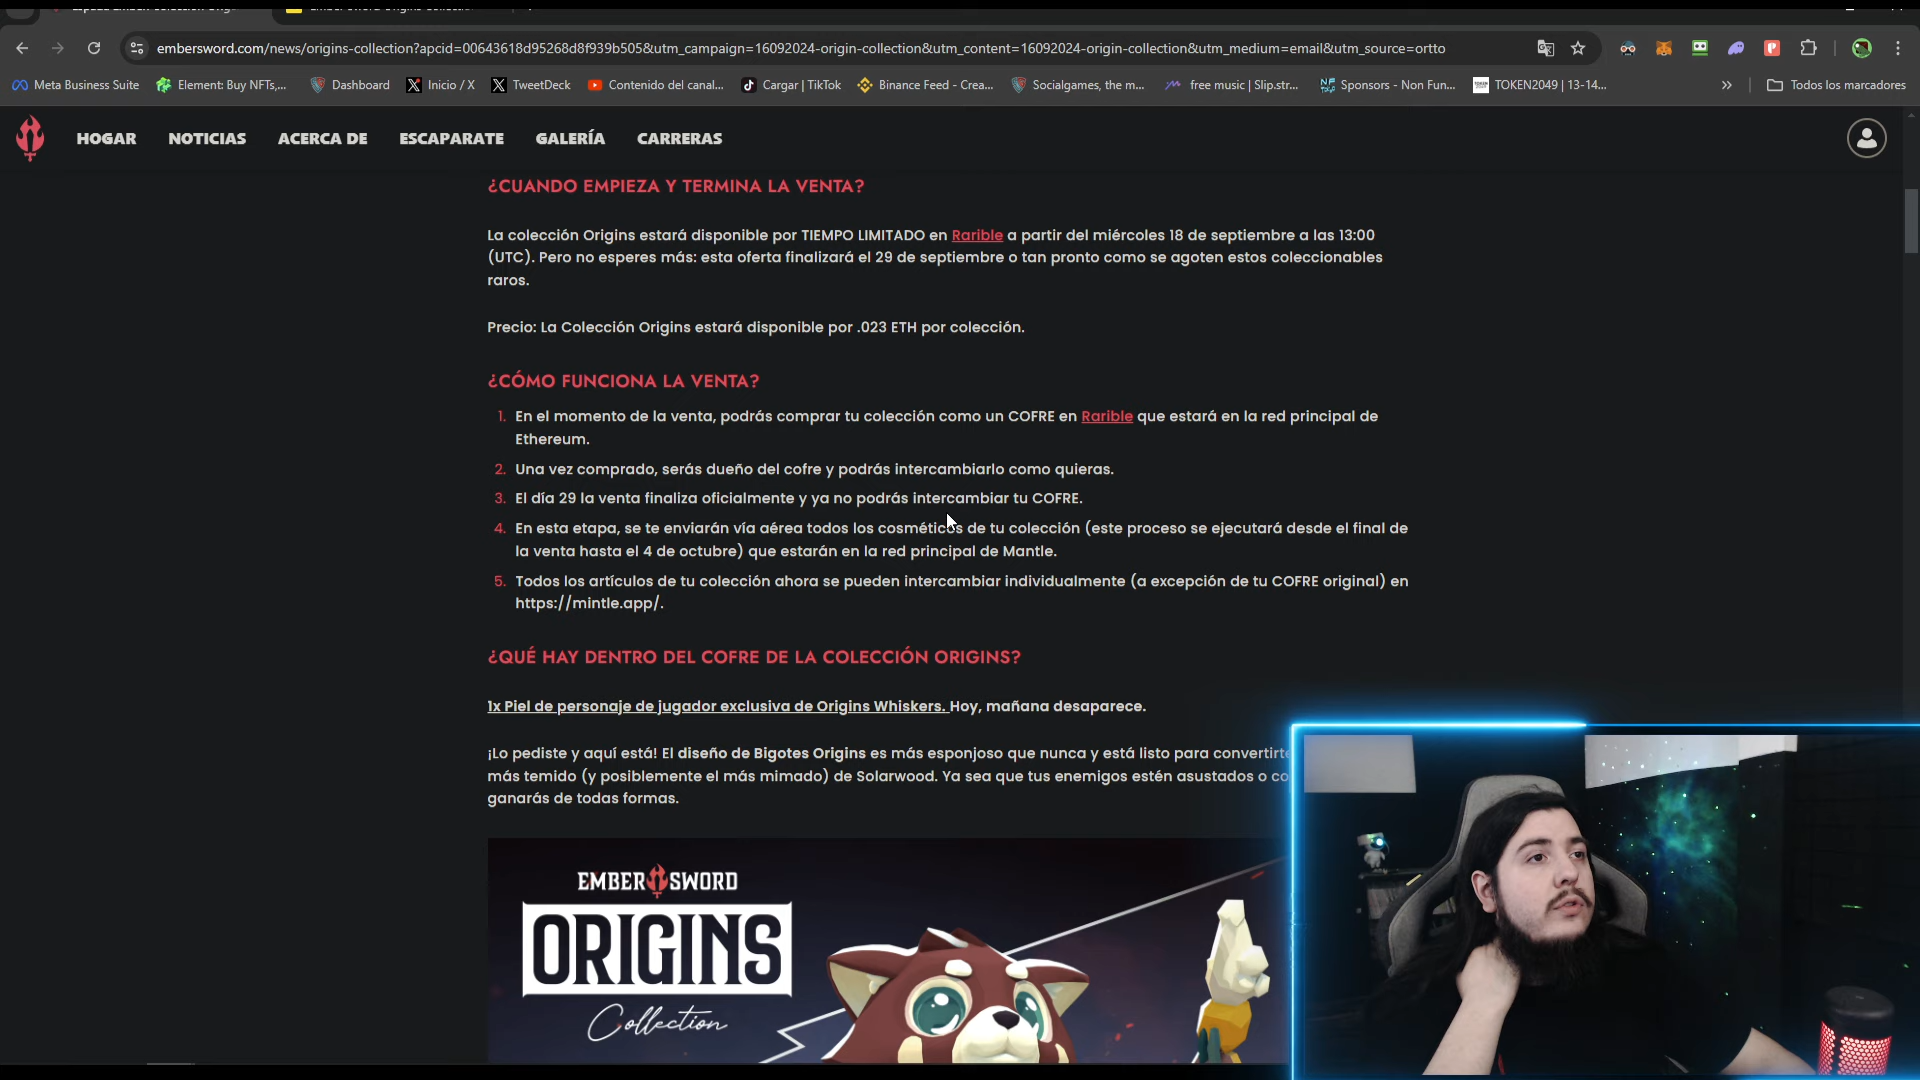 embersword.com/news/origins-collection?apcid=00643618d95268d8f939b505&utm_campaign=16092024-origin-collection&utm_content=16092024-origin-collection&utm_medium=email&utm_source=ortto
Meta Business Suite
Element: Buy NFTs,...
Dashboard
Inicio / X
TweetDeck
Contenido del canal...
Cargar | TikTok
Binance Feed - Crea...
Socialgames, the m...
free music | Slip.str...
Sponsors - Non Fun...
TOKEN2049 | 13-14...
»
Todos los marcadores
HOGAR
NOTICIAS
ACERCA DE
ESCAPARATE
GALERÍA
CARRERAS
¿CUANDO EMPIEZA Y TERMINA LA VENTA?
La colección Origins estará disponible por TIEMPO LIMITADO en Rarible a partir del miércoles 18 de septiembre a las 13:00
(UTC). Pero no esperes más: esta oferta finalizará el 29 de septiembre o tan pronto como se agoten estos coleccionables
raros.
Precio: La Colección Origins estará disponible por .023 ETH por colección.
¿CÓMO FUNCIONA LA VENTA?
1. En el momento de la venta, podrás comprar tu colección como un COFRE en Rarible que estará en la red principal de
Ethereum.
2. Una vez comprado, serás dueño del cofre y podrás intercambiarlo como quieras.
3. El día 29 la venta finaliza oficialmente y ya no podrás intercambiar tu COFRE.
4. En esta etapa, se te enviarán vía aérea todos los cosméticos de tu colección (este proceso se ejecutará desde el final de
la venta hasta el 4 de octubre) que estarán en la red principal de Mantle.
5. Todos los artículos de tu colección ahora se pueden intercambiar individualmente (a excepción de tu COFRE original) en
https://mintle.app/.
¿QUÉ HAY DENTRO DEL COFRE DE LA COLECCIÓN ORIGINS?
1x Piel de personaje de jugador exclusiva de Origins Whiskers. Hoy, mañana desaparece.
¡Lo pediste y aquí está! El diseño de Bigotes Origins es más esponjoso que nunca y está listo para convertirte
más temido (y posiblemente el más mimado) de Solarwood. Ya sea que tus enemigos estén asustados o
ganarás de todas formas.
EMBER SWORD
ORIGINS
Collection